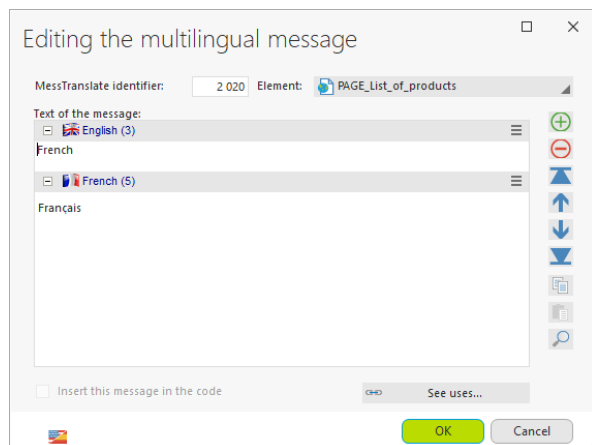 Editing the multilingual message
MessTranslate identifier: 2 020 Element: PAGE_List_of_products
Text of the message:
English (3)
French
French (5)
Français
Insert this message in the code
See uses...
OK Cancel